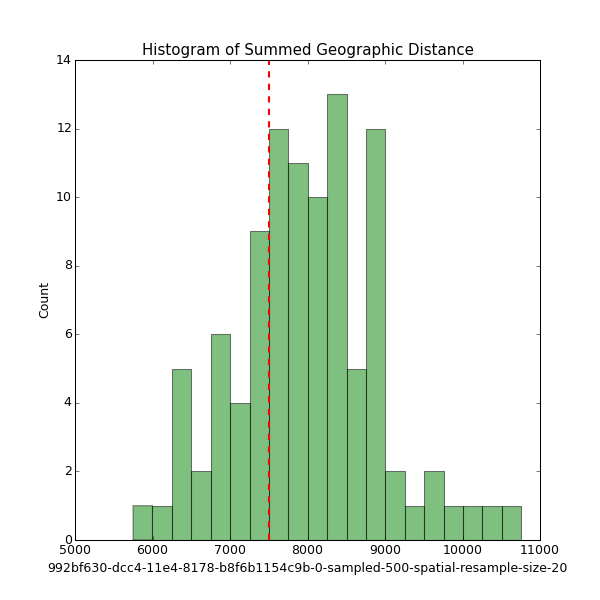 Histogram of Summed Geographic Distance
14
12
10
8
6
4
2
0
Count
5000 6000 7000 8000 9000 10000 11000
992bf630-dcc4-11e4-8178-b8f6b1154c9b-0-sampled-500-spatial-resample-size-20